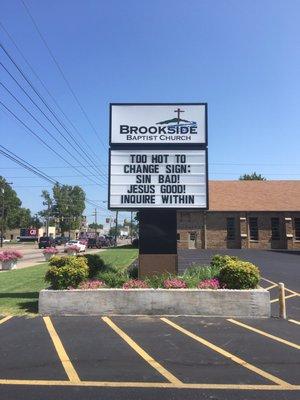 BROOKSIDE
BAPTIST CHURCH
TOO HOT TO
CHANGE SIGN:
SIN BAD!
JESUS GOOD!
INQUIRE WITHIN